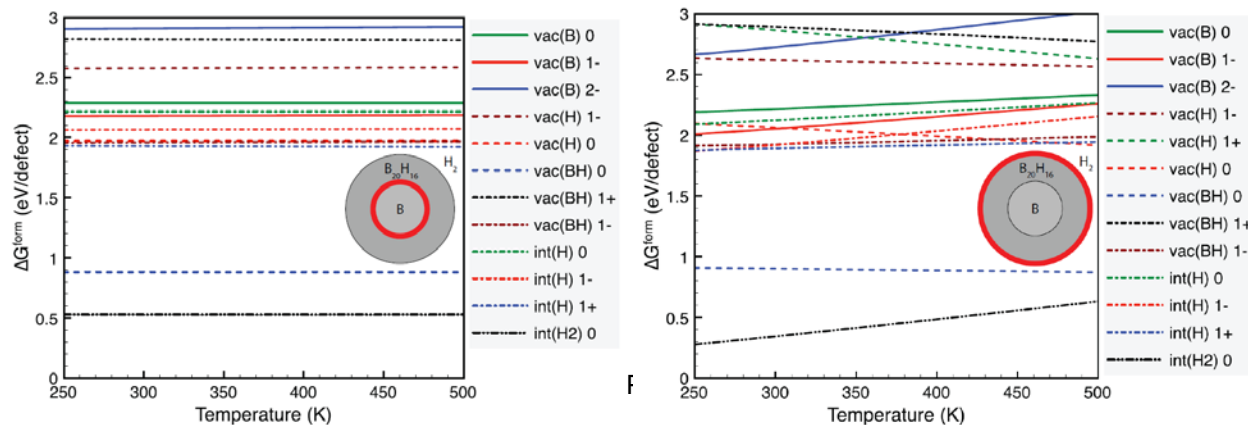 3
2.5
2
1.5
1
0.5
0
ΔG^form (eV/defect)
250 300 350 400 450 500
Temperature (K)
B20H16
H2
B
vac(B) 0
vac(B) 1-
vac(B) 2-
vac(H) 1-
vac(H) 0
vac(BH) 0
vac(BH) 1+
vac(BH) 1-
int(H) 0
int(H) 1-
int(H) 1+
int(H2) 0
3
2.5
2
1.5
1
0.5
0
ΔG^form (eV/defect)
250 300 350 400 450 500
Temperature (K)
B20H16
H2
B
vac(B) 0
vac(B) 1-
vac(B) 2-
vac(H) 1-
vac(H) 1+
vac(H) 0
vac(BH) 0
vac(BH) 1+
vac(BH) 1-
int(H) 0
int(H) 1-
int(H) 1+
int(H2) 0